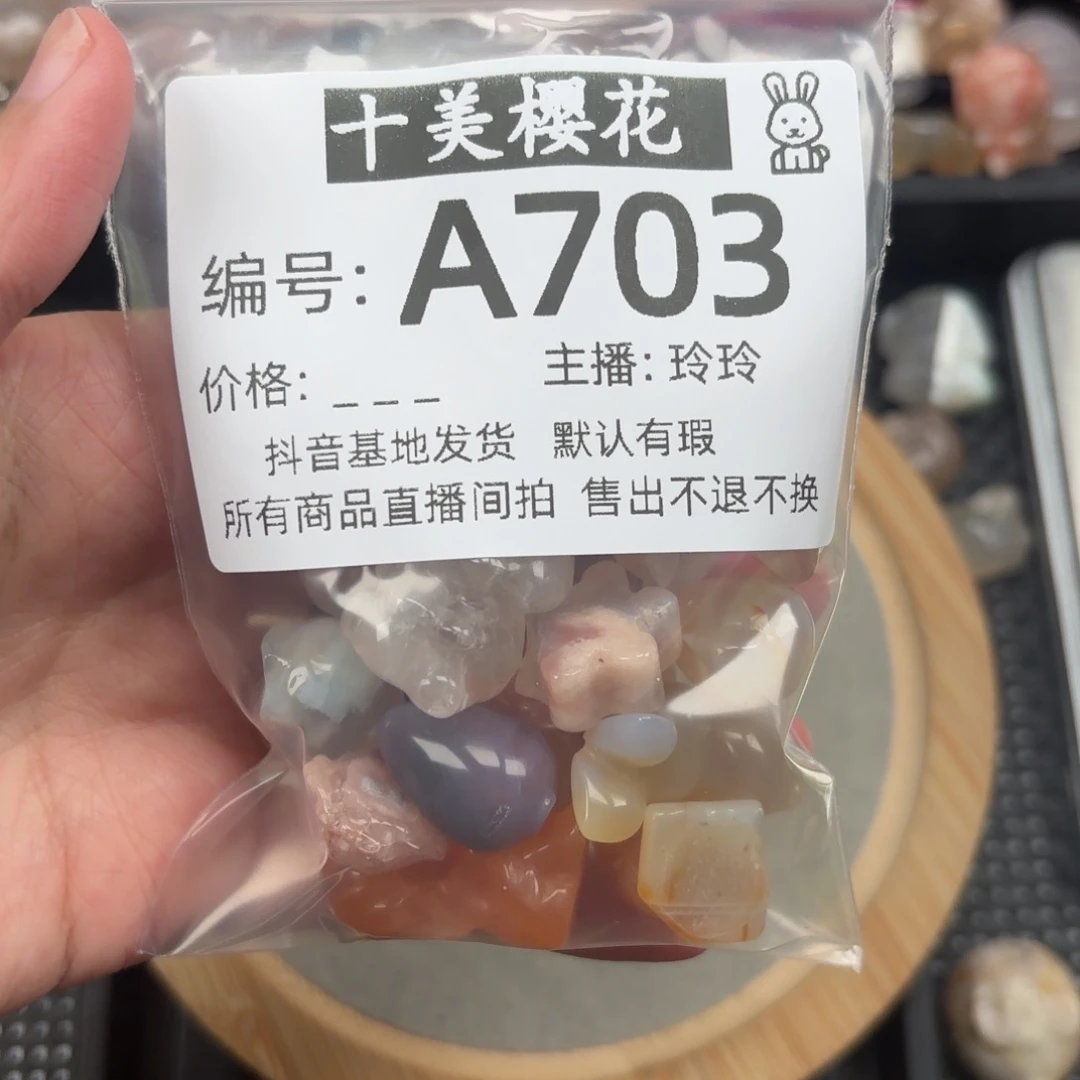 十美樱花
编号: A703
价格: _ _ _ 主播: 玲玲
抖音基地发货 默认有瑕
所有商品直播间拍 售出不退不换